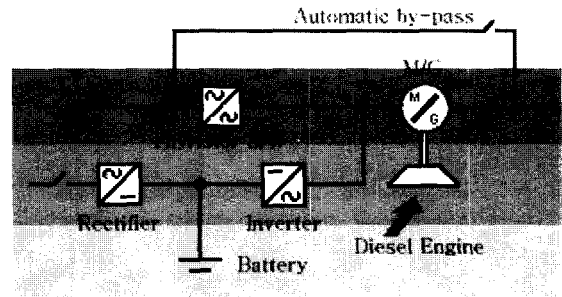 Automatic by-pass
M/G
M
G
Rectifier
Inverter
Diesel Engine
Battery